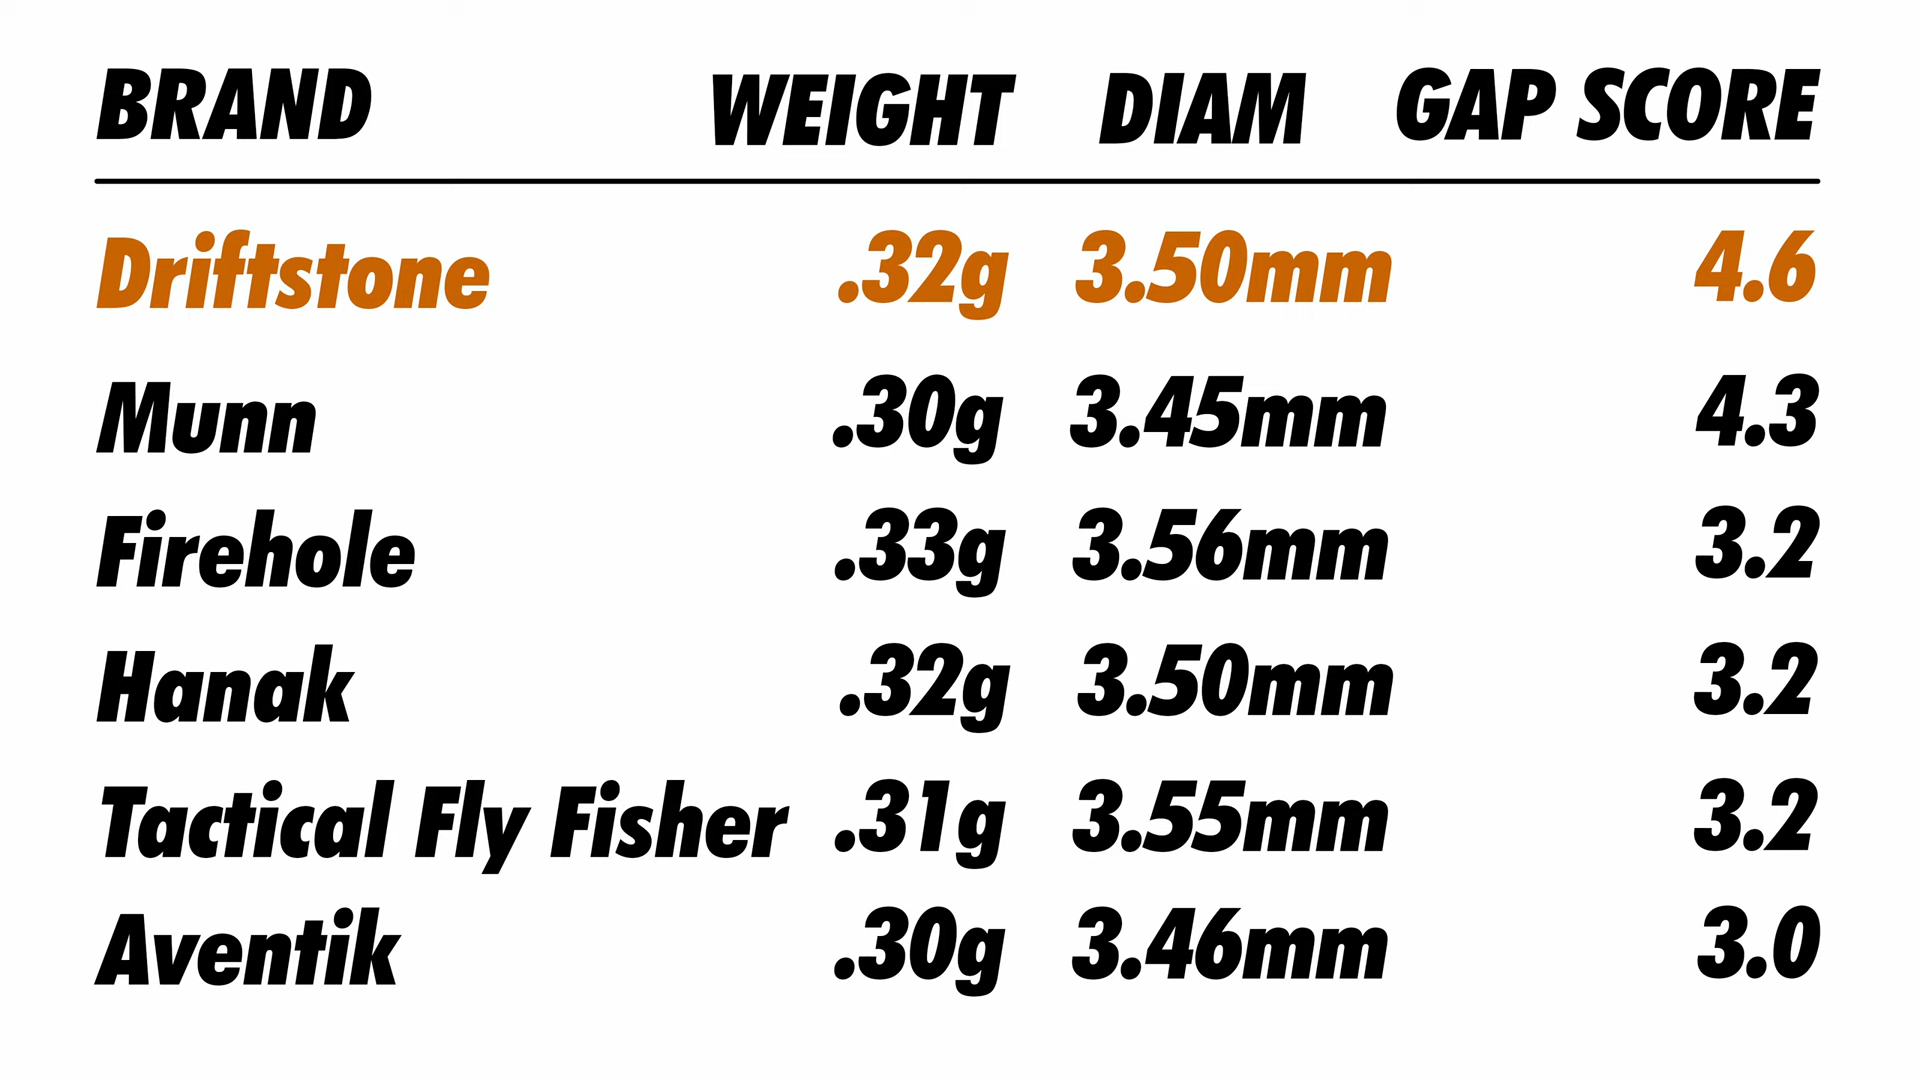 BRAND WEIGHT DIAM GAP SCORE
Driftstone .32g 3.50mm 4.6
Munn .30g 3.45mm 4.3
Firehole .33g 3.56mm 3.2
Hanak .32g 3.50mm 3.2
Tactical Fly Fisher .31g 3.55mm 3.2
Aventik .30g 3.46mm 3.0